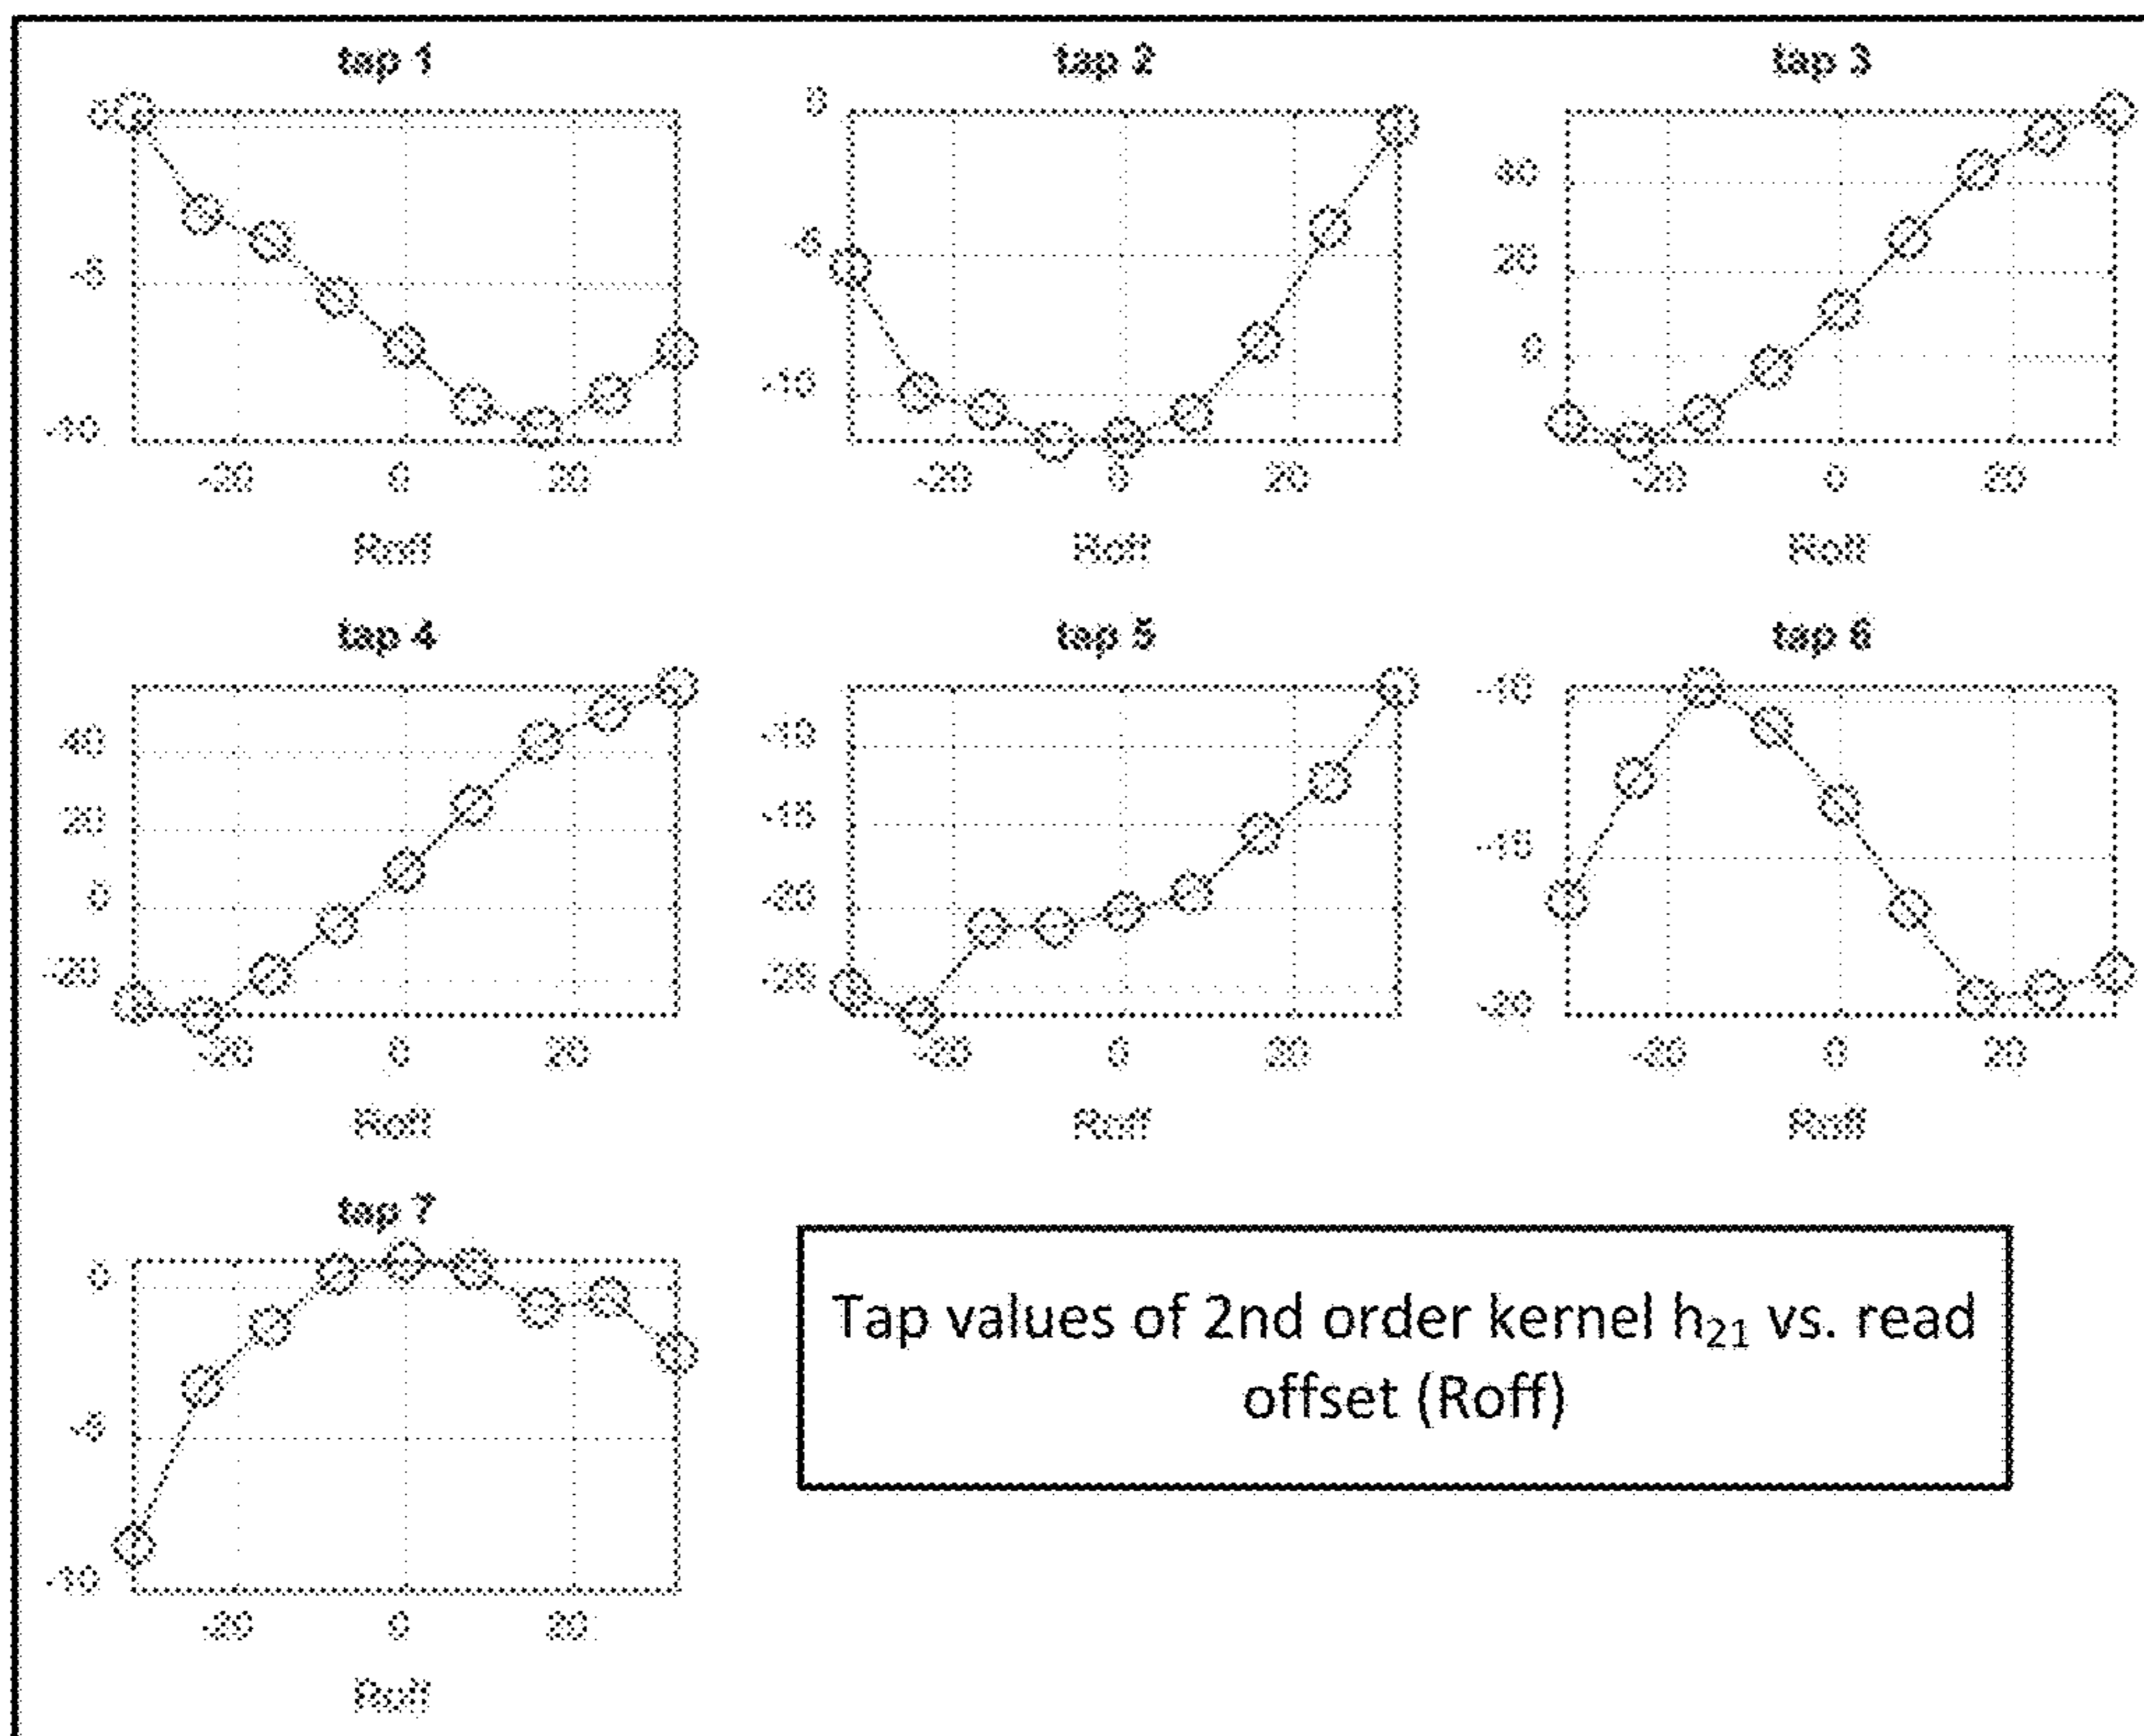 tap 1
0
-5
-10
-20 0 20
Roff
tap 2
0
-5
-10
-20 0 20
Roff
tap 3
40
20
0
-20 0 20
Roff
tap 4
40
20
0
-20
-20 0 20
Roff
tap 5
-10
-15
-20
-25
-20 0 20
Roff
tap 6
-10
-15
-20
-20 0 20
Roff
tap 7
0
-5
-10
-20 0 20
Roff
Tap values of 2nd order kernel h₂₁ vs. read
offset (Roff)